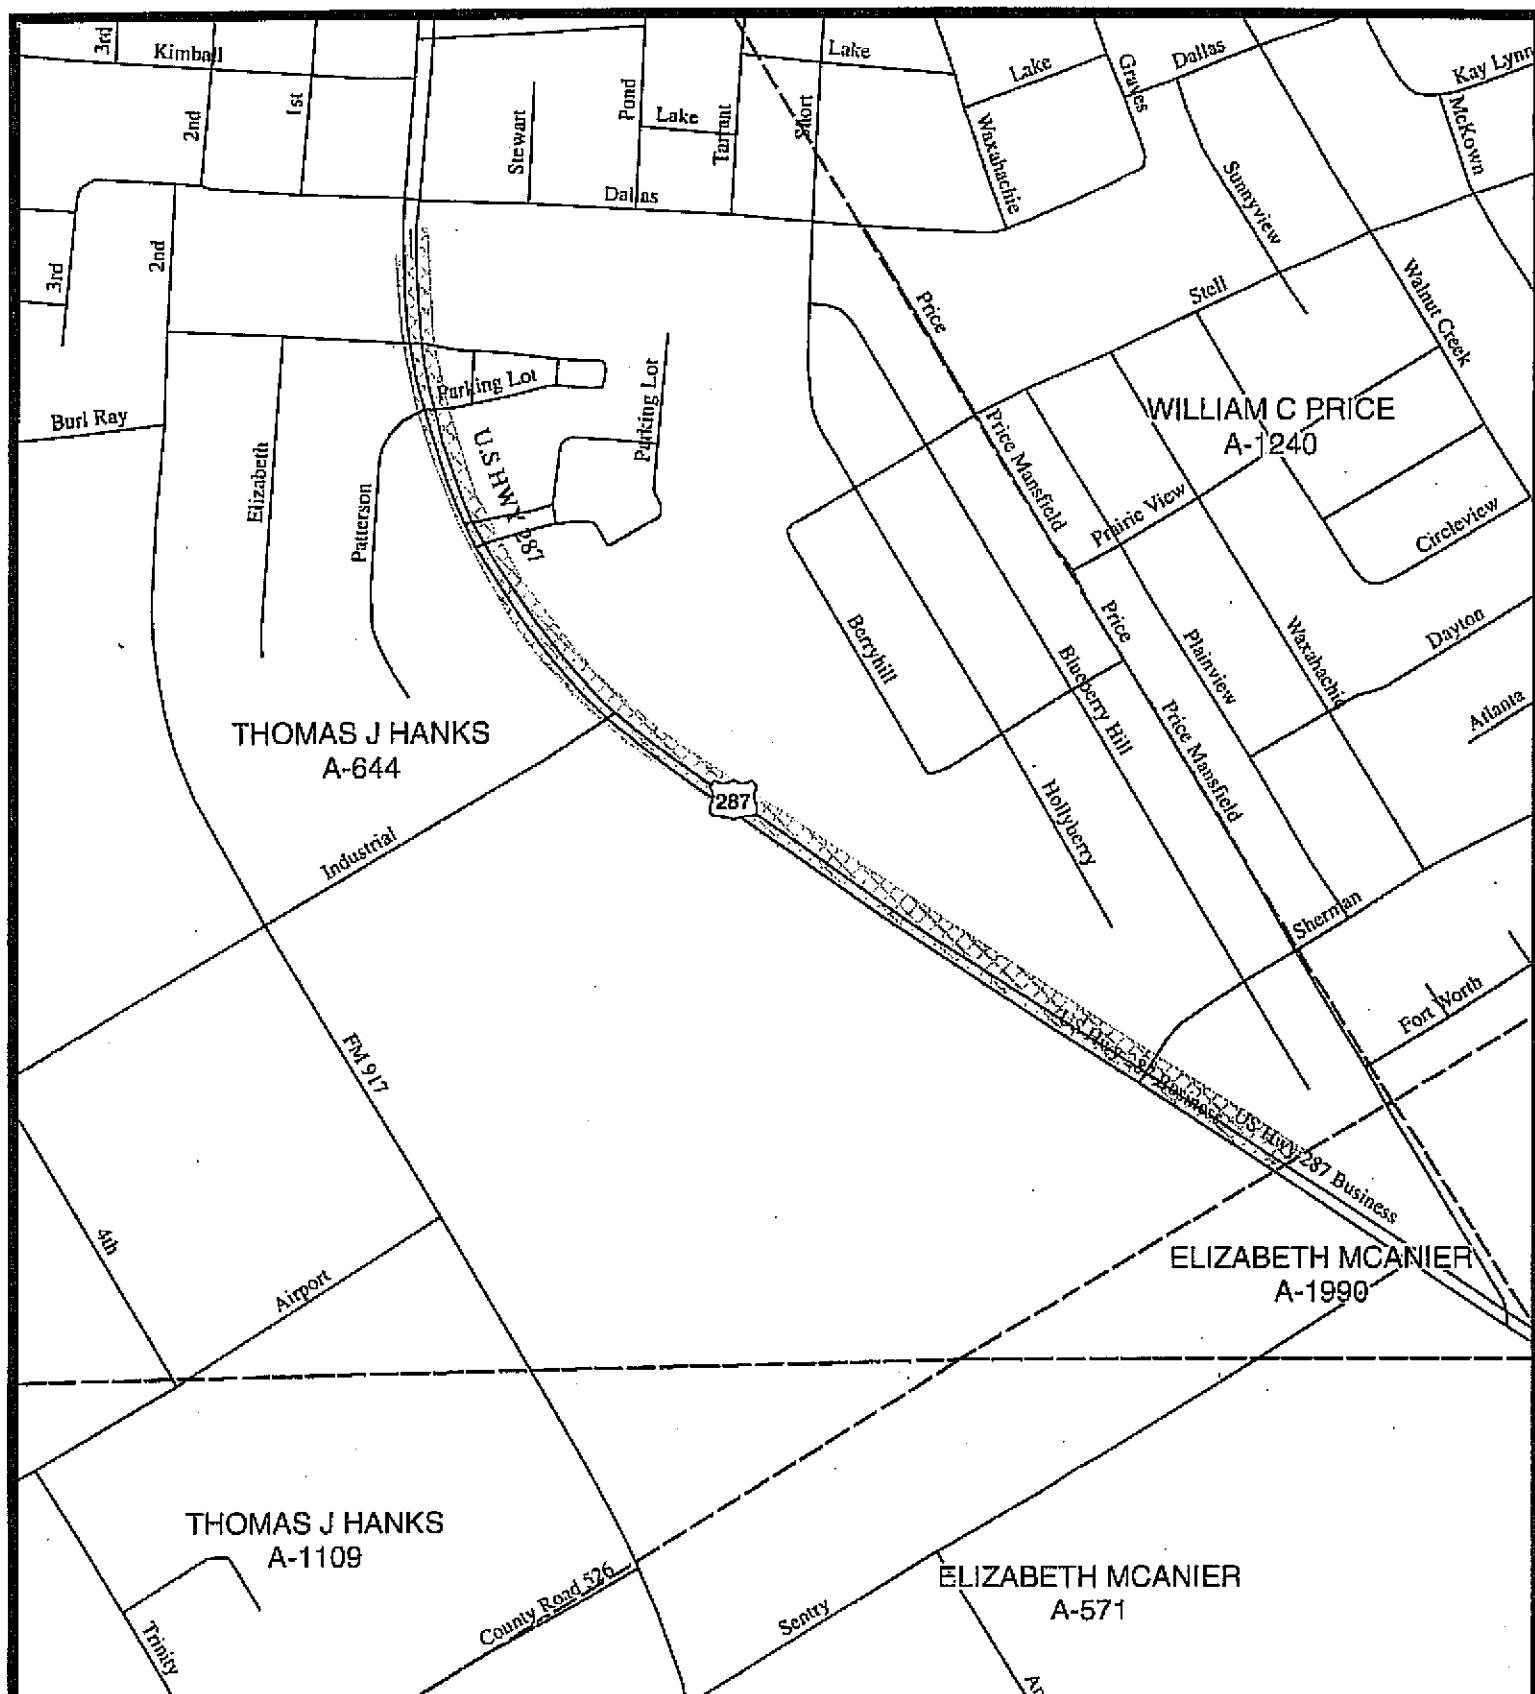 3rd
Kimball
2nd
1st
Stewart
Pond
Lake
Tarrant
Short
Lake
Dallas
Lake
Graves
Dallas
Kay Lynn
McKown
Waxahachie
Sunnyview
3rd
2nd
Price
Stell
Walnut Creek
Burl Ray
Elizabeth
Patterson
Parking Lot
Parking Lot
U.S HWY 287
Price Mansfield
WILLIAM C PRICE
A-1240
Prairie View
Circleview
Berryhill
Price
Blueberry Hill
Plainview
Waxahachie
Dayton
Atlanta
THOMAS J HANKS
A-644
Price Mansfield
287
Hollyberry
Industrial
Sherman
Fort Worth
FM 917
US Hwy 287 Business
US Hwy 287 Business
4th
Airport
ELIZABETH MCANIER
A-1990
THOMAS J HANKS
A-1109
County Road 526
Sentry
ELIZABETH MCANIER
A-571
Trinity